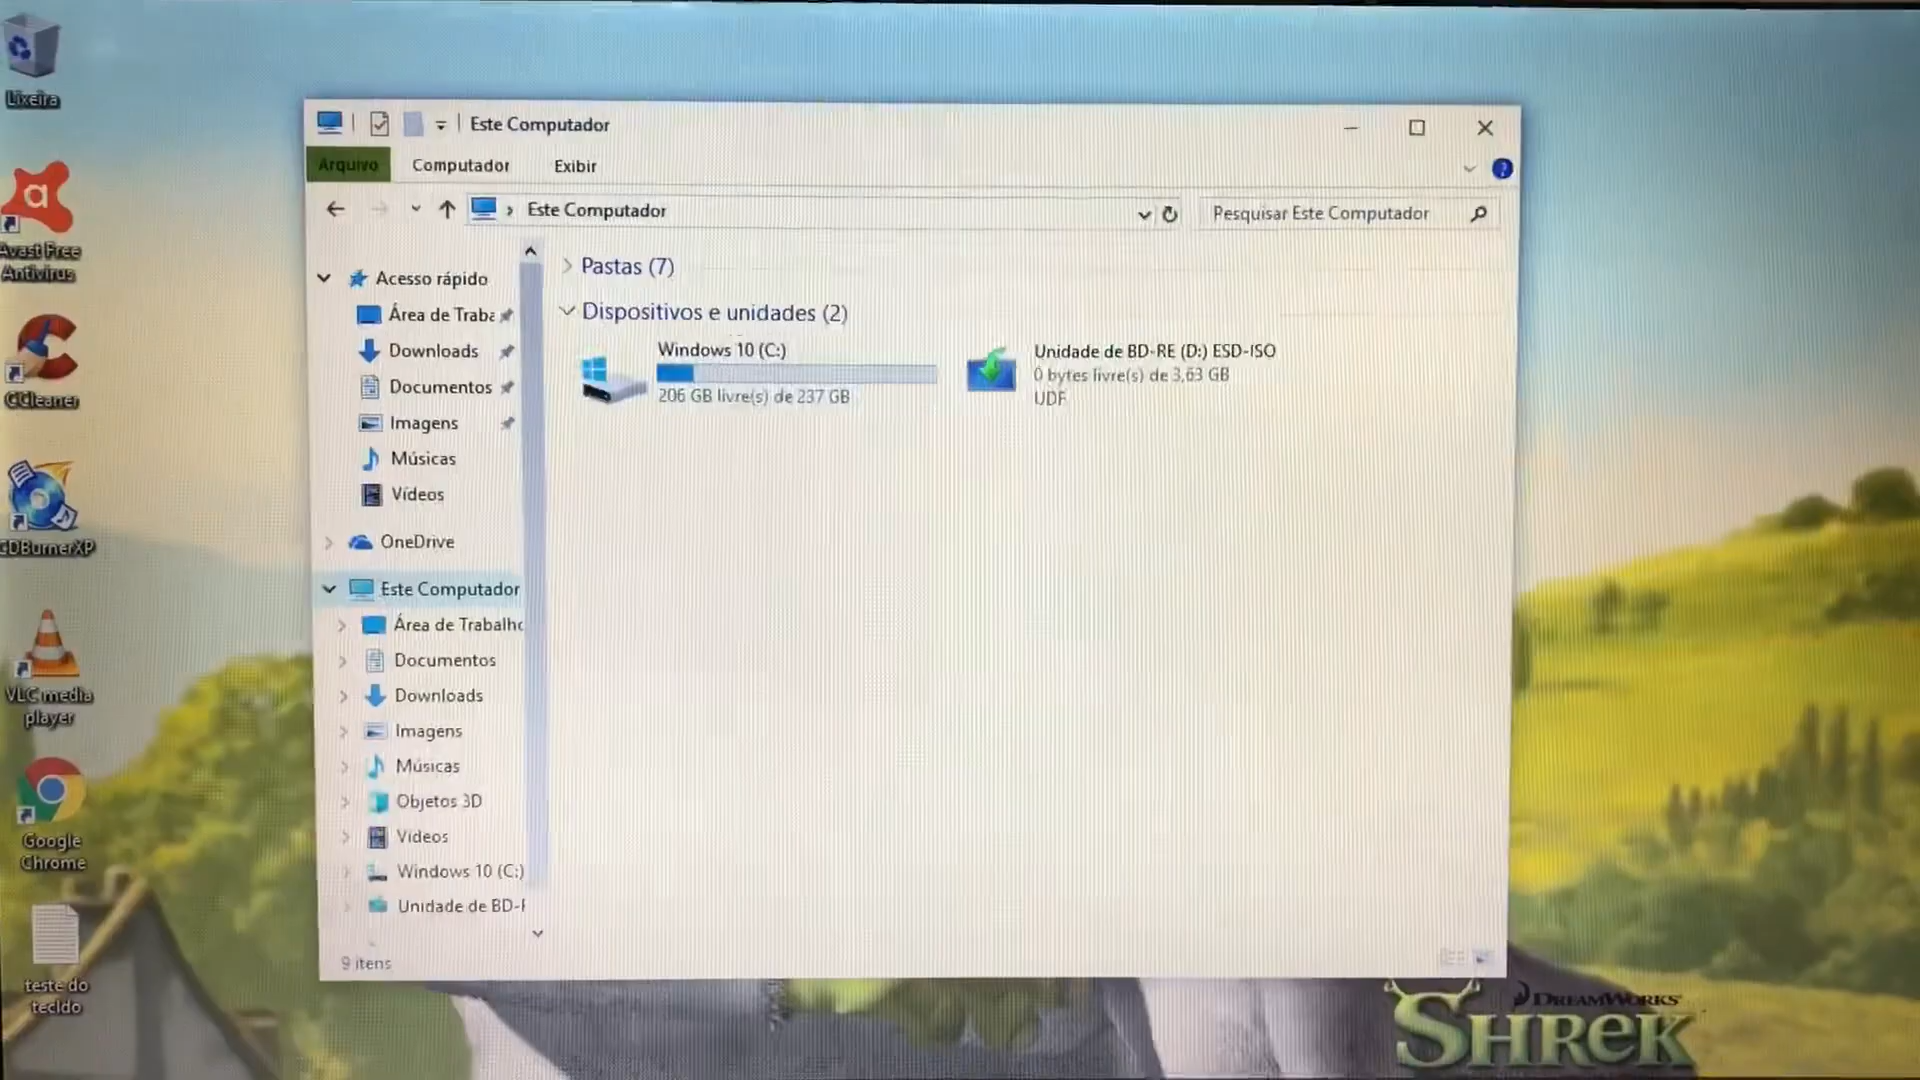 Lixeira
Avast Free
Antivirus
CCleaner
CDBurnerXP
VLC media
player
Google
Chrome
teste do
tecido
Este Computador
Arquivo
Computador
Exibir
Este Computador
Pesquisar Este Computador
Acesso rápido
Área de Traba
Downloads
Documentos
Imagens
Músicas
Vídeos
OneDrive
Este Computador
Área de Trabalho
Documentos
Downloads
Imagens
Músicas
Objetos 3D
Vídeos
Windows 10 (C:)
Unidade de BD-R
9 itens
Pastas (7)
Dispositivos e unidades (2)
Windows 10 (C:)
206 GB livre(s) de 237 GB
Unidade de BD-RE (D:) ESD-ISO
0 bytes livre(s) de 3,63 GB
UDF
DREAMWORKS
SHREK